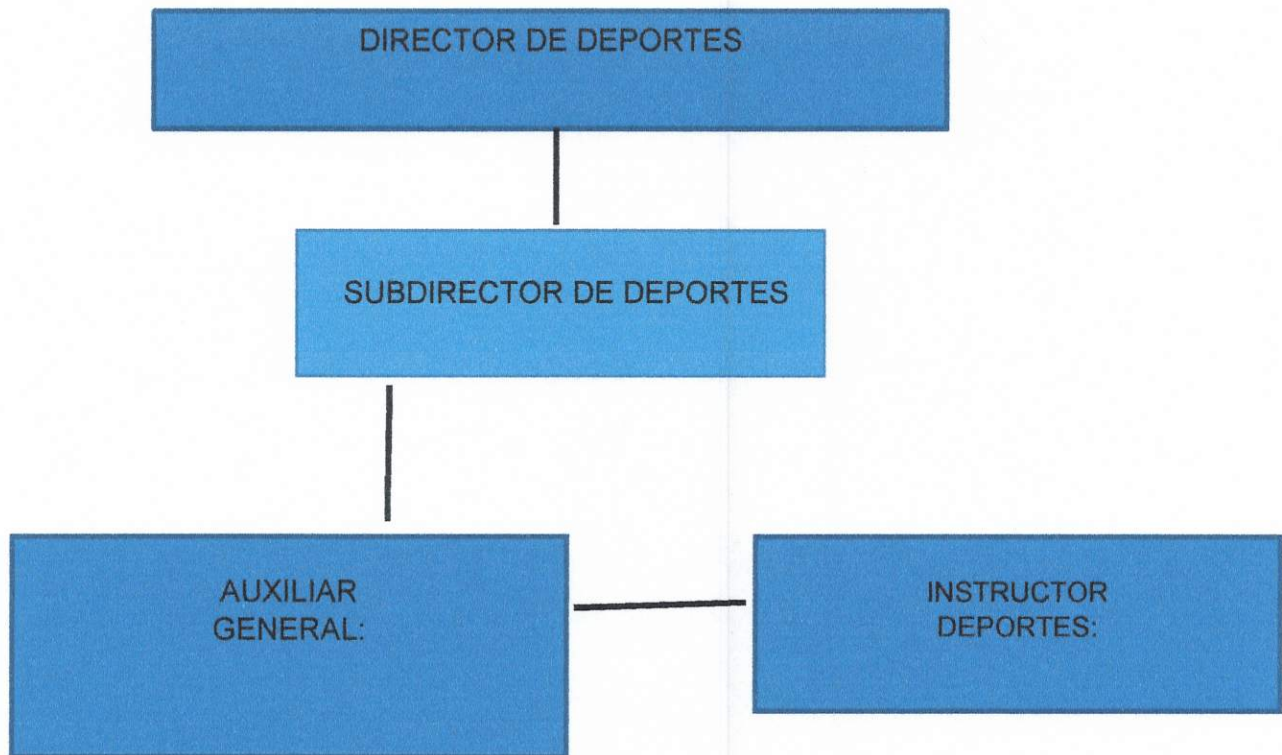 DIRECTOR DE DEPORTES
SUBDIRECTOR DE DEPORTES
AUXILIAR
GENERAL:
INSTRUCTOR
DEPORTES: